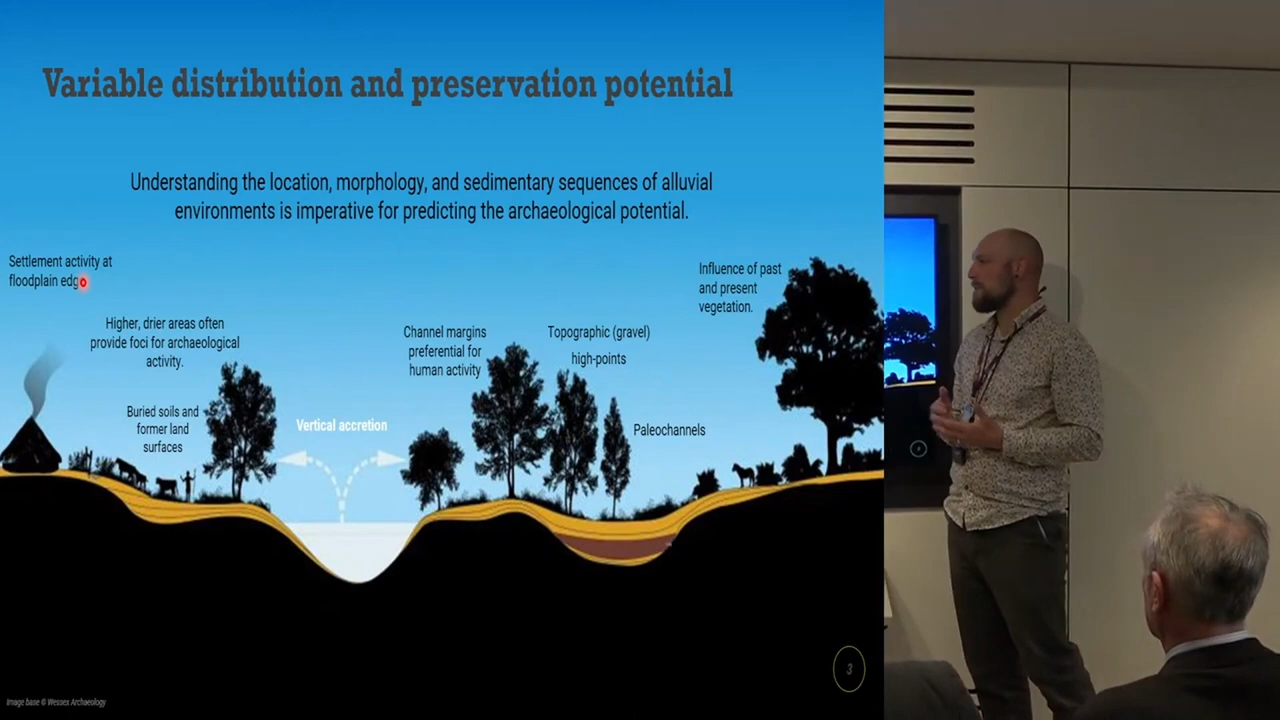 Variable distribution and preservation potential
Understanding the location, morphology, and sedimentary sequences of alluvial
environments is imperative for predicting the archaeological potential.
Settlement activity at
floodplain edge
Higher, drier areas often
provide foci for archaeological
activity.
Buried soils and
former land
surfaces
Vertical accretion
Channel margins
preferential for
human activity
Topographic (gravel)
high-points
Paleochannels
Influence of past
and present
vegetation.
3
Image base © Wessex Archaeology